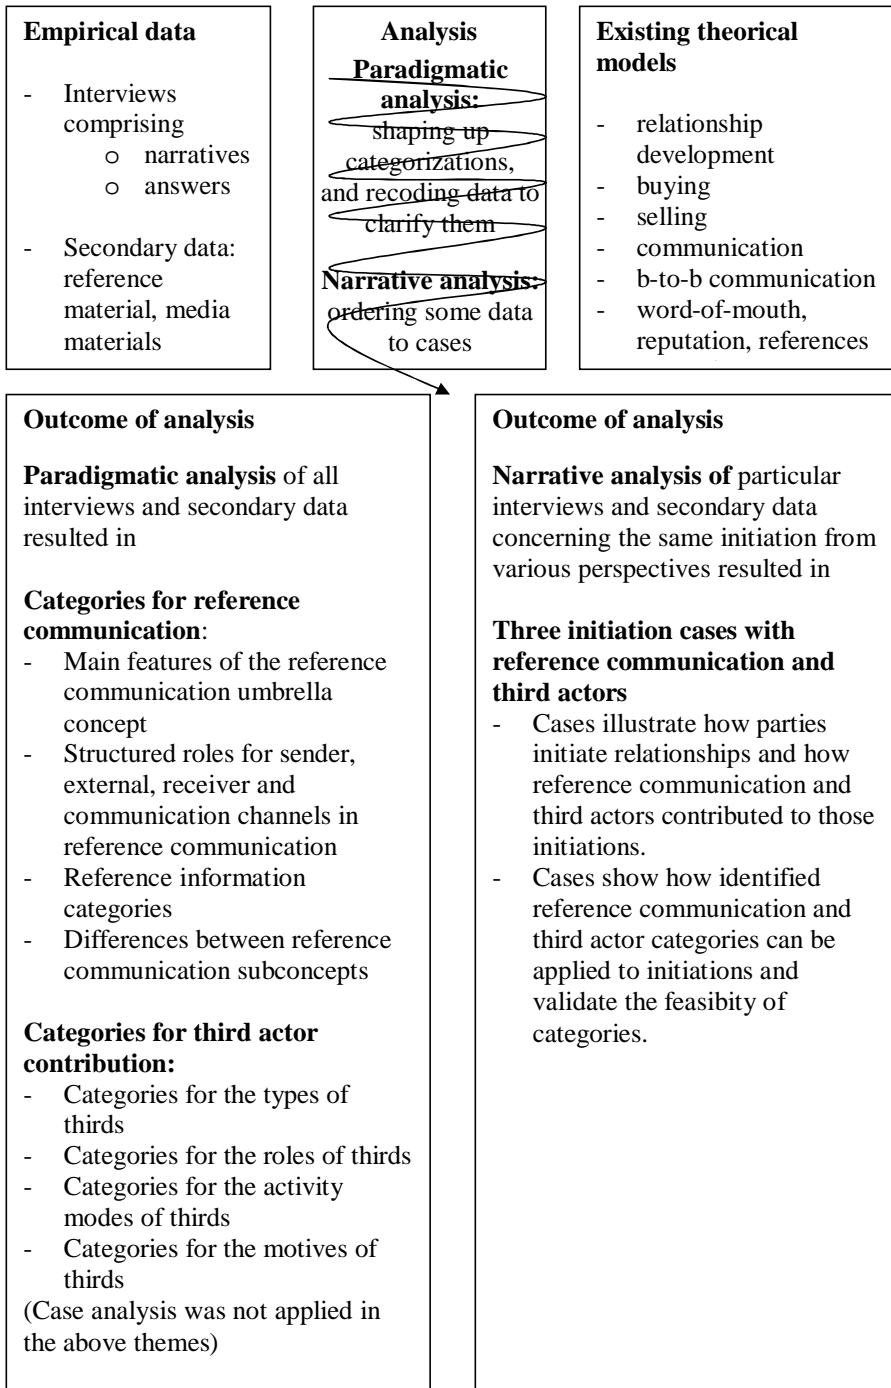 Empirical data
- Interviews
comprising
o narratives
o answers
- Secondary data:
reference
material, media
materials
Analysis
Paradigmatic
analysis:
shaping up
categorizations,
and recoding data to
clarify them
Narrative analysis:
ordering some data
to cases
Existing theorical
models
- relationship
development
- buying
- selling
- communication
- b-to-b communication
- word-of-mouth,
reputation, references
Outcome of analysis
Paradigmatic analysis of all
interviews and secondary data
resulted in
Categories for reference
communication:
- Main features of the reference
communication umbrella
concept
- Structured roles for sender,
external, receiver and
communication channels in
reference communication
- Reference information
categories
- Differences between reference
communication subconcepts
Categories for third actor
contribution:
- Categories for the types of
thirds
- Categories for the roles of thirds
- Categories for the activity
modes of thirds
- Categories for the motives of
thirds
(Case analysis was not applied in
the above themes)
Outcome of analysis
Narrative analysis of particular
interviews and secondary data
concerning the same initiation from
various perspectives resulted in
Three initiation cases with
reference communication and
third actors
- Cases illustrate how parties
initiate relationships and how
reference communication and
third actors contributed to those
initiations.
- Cases show how identified
reference communication and
third actor categories can be
applied to initiations and
validate the feasibity of
categories.